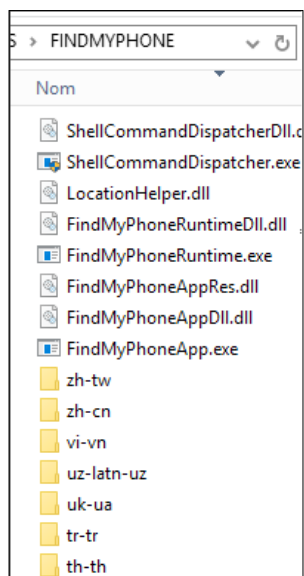 S > FINDMYPHONE
Nom
ShellCommandDispatcherDll.d
ShellCommandDispatcher.exe
LocationHelper.dll
FindMyPhoneRuntimeDll.dll
FindMyPhoneRuntime.exe
FindMyPhoneAppRes.dll
FindMyPhoneAppDll.dll
FindMyPhoneApp.exe
zh-tw
zh-cn
vi-vn
uz-latn-uz
uk-ua
tr-tr
th-th